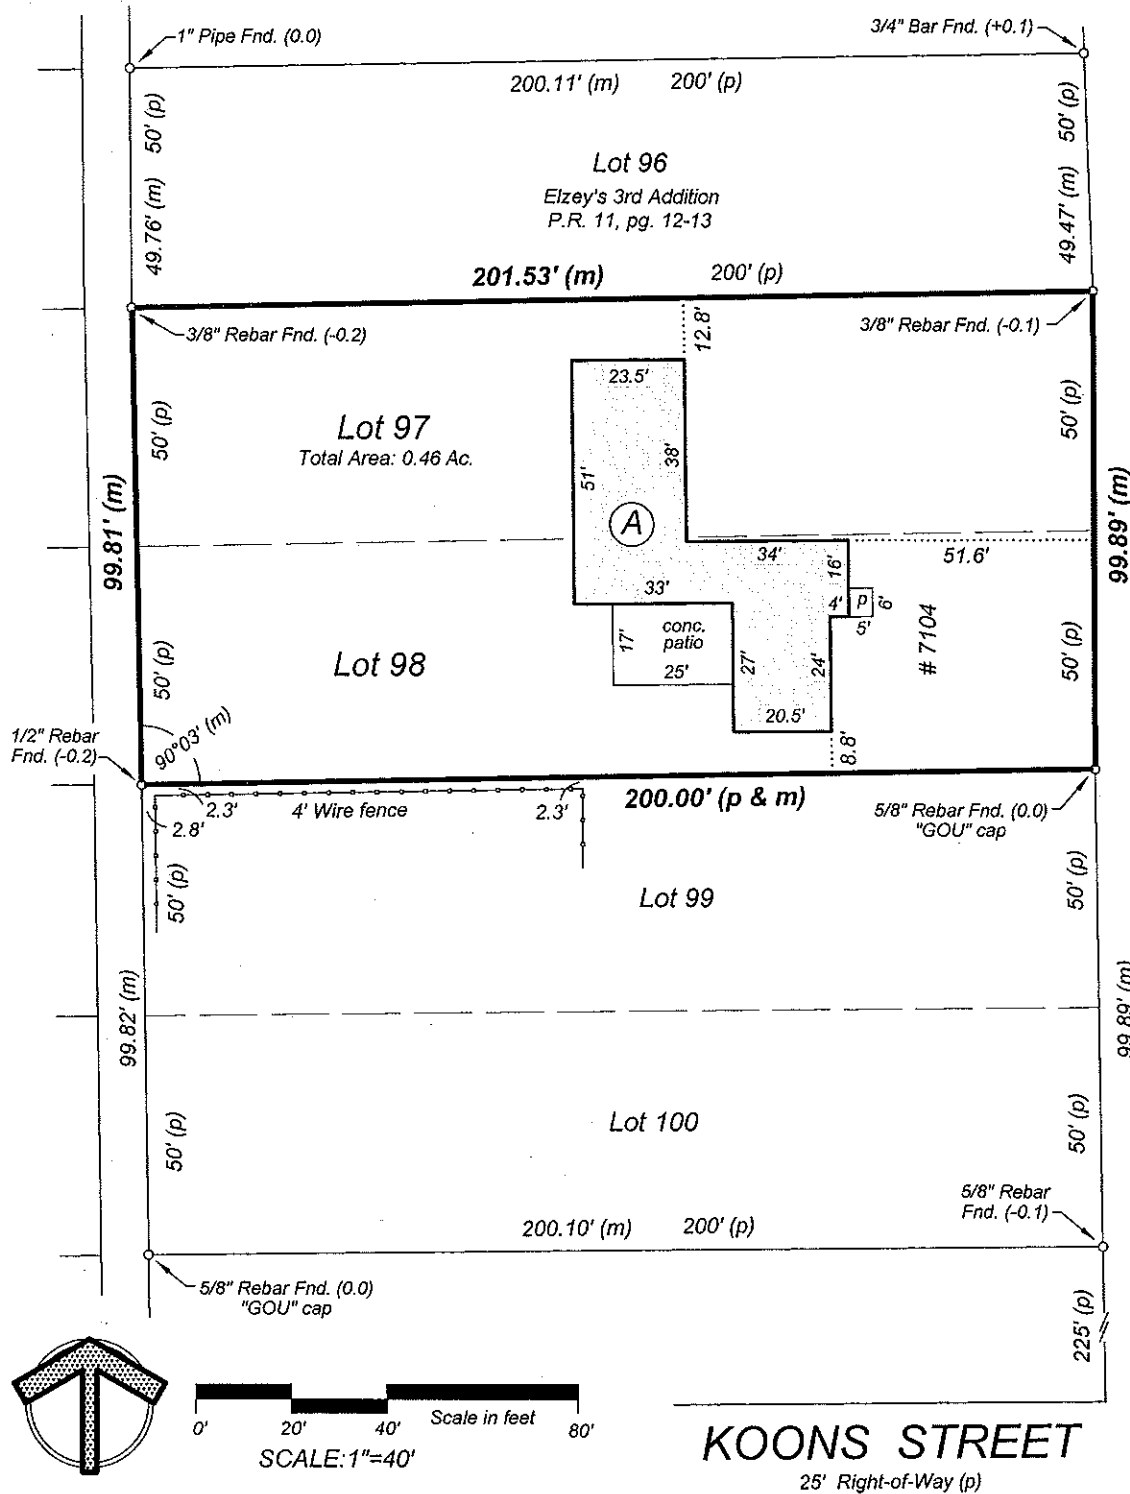 1" Pipe Fnd. (0.0)
3/4" Bar Fnd. (+0.1)
200.11' (m) 200' (p)
50' (p)
49.76' (m)
50' (p)
49.47' (m)
Lot 96
Elzey's 3rd Addition
P.R. 11, pg. 12-13
201.53' (m) 200' (p)
3/8" Rebar Fnd. (-0.2)
3/8" Rebar Fnd. (-0.1)
12.8'
23.5'
50' (p)
Lot 97
Total Area: 0.46 Ac.
51'
38'
50' (p)
99.81' (m)
99.89' (m)
A
34'
51.6'
16'
33'
4'
p
6'
5'
conc.
patio
17'
25'
27'
24'
# 7104
50' (p)
Lot 98
50' (p)
20.5'
8.8'
1/2" Rebar
Fnd. (-0.2)
90°03' (m)
200.00' (p & m)
2.3'
4' Wire fence
2.3'
2.8'
5/8" Rebar Fnd. (0.0)
"GOU" cap
50' (p)
Lot 99
50' (p)
99.82' (m)
99.89' (m)
50' (p)
Lot 100
50' (p)
5/8" Rebar
Fnd. (-0.1)
200.10' (m) 200' (p)
5/8" Rebar Fnd. (0.0)
"GOU" cap
225' (p)
0' 20' 40' Scale in feet 80'
SCALE:1"=40'
KOONS STREET
25' Right-of-Way (p)